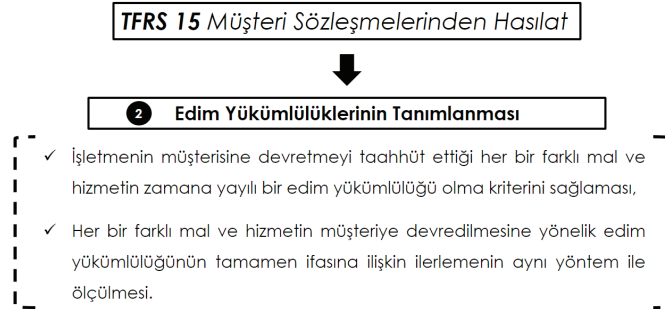 TFRS 15 Müşteri Sözleşmelerinden Hasılat
2 Edim Yükümlülüklerinin Tanımlanması
✓ İşletmenin müşterisine devretmeyi taahhüt ettiği her bir farklı mal ve
hizmetin zamana yayılı bir edim yükümlülüğü olma kriterini sağlaması,
✓ Her bir farklı mal ve hizmetin müşteriye devredilmesine yönelik edim
yükümlülüğünün tamamen ifasına ilişkin ilerlemenin aynı yöntem ile
ölçülmesi.